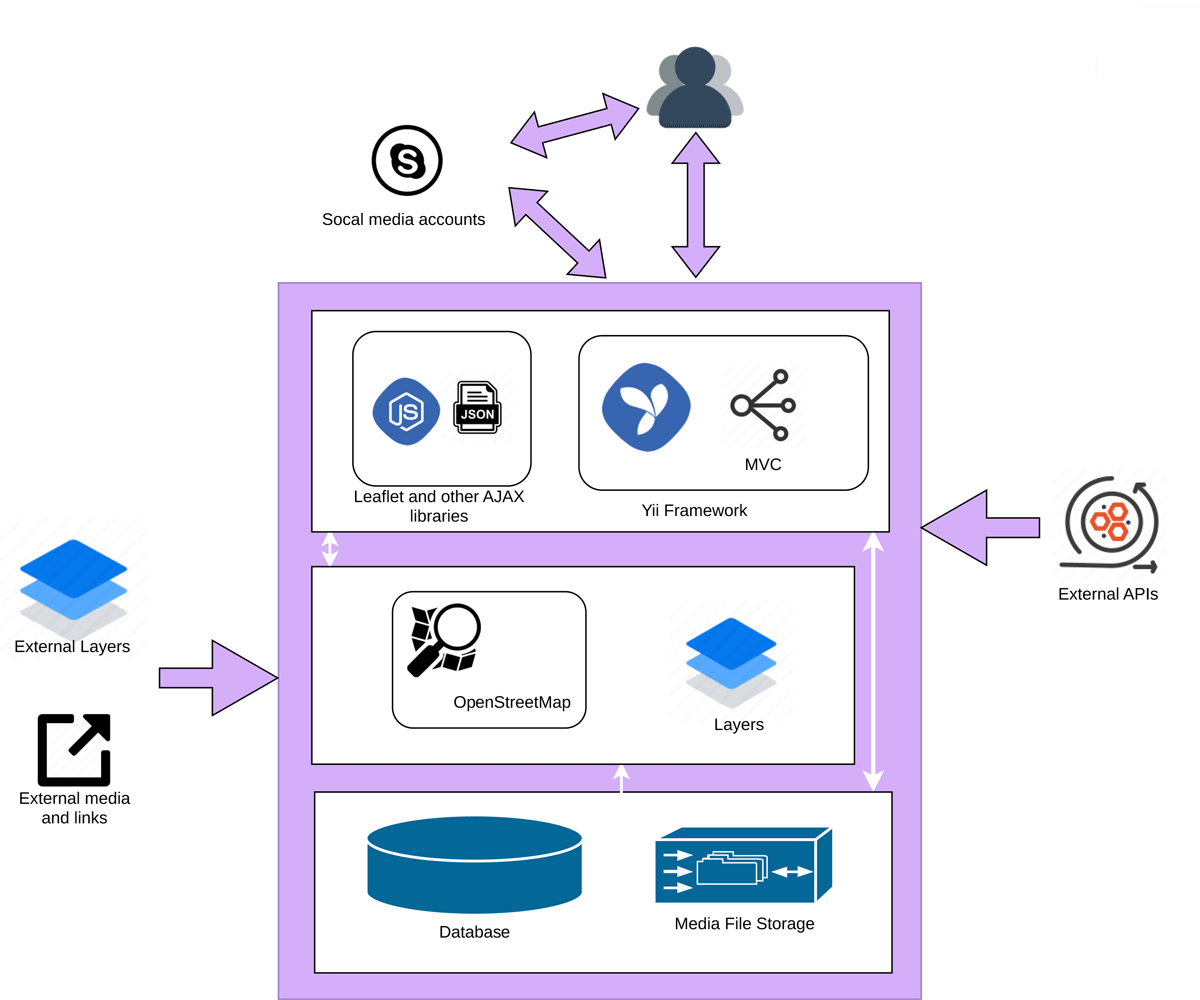 Socal media accounts
JS
JSON
MVC
Leaflet and other AJAX
libraries
Yii Framework
External APIs
External Layers
OpenStreetMap
Layers
External media
and links
Database
Media File Storage